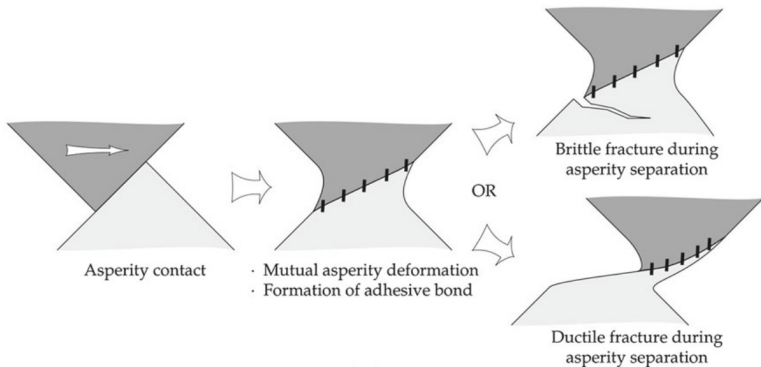 Asperity contact
· Mutual asperity deformation
· Formation of adhesive bond
OR
Brittle fracture during
asperity separation
Ductile fracture during
asperity separation